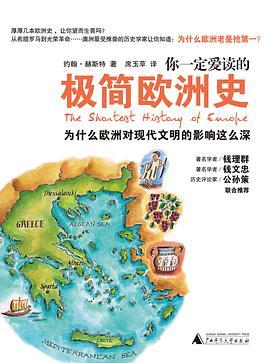 厚厚几本欧洲史，让你望而生畏吗？
从希腊罗马到光荣革命……澳洲最受推崇的历史学家让你知道：为什么欧洲老是抢第一？
约翰·赫斯特 著 席玉苹 译
你一定爱读的
极简欧洲史
The Shortest History of Europe
为什么欧洲对现代文明的影响这么深
著名学者/钱理群
著名学者/钱文忠
历史评论家/公孙策
联合推荐
Thessaloniki
GREECE
AEGEAN SEA
Athens
MEDITERRANEAN SEA
广西师范大学出版社